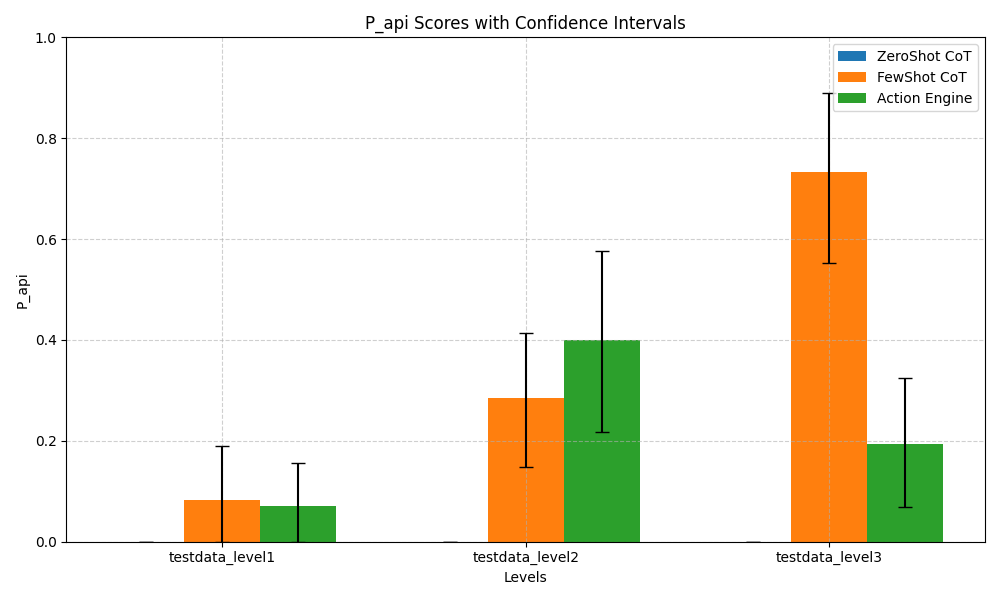 P_api Scores with Confidence Intervals
ZeroShot CoT
FewShot CoT
Action Engine
P_api
1.0
0.8
0.6
0.4
0.2
0.0
testdata_level1
testdata_level2
testdata_level3
Levels